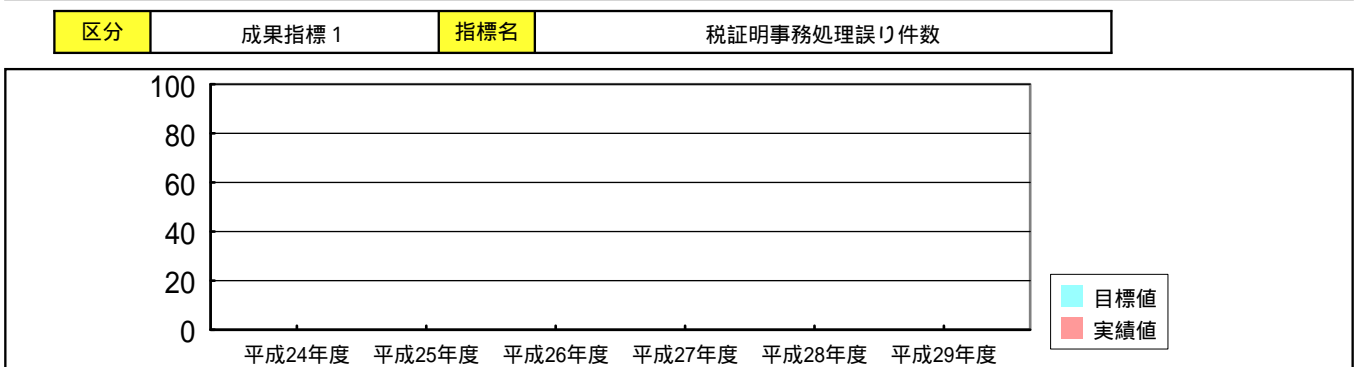 区分 成果指標1 指標名 税証明事務処理誤り件数
100
80
60
40
20
0
平成24年度 平成25年度 平成26年度 平成27年度 平成28年度 平成29年度
目標値
実績値